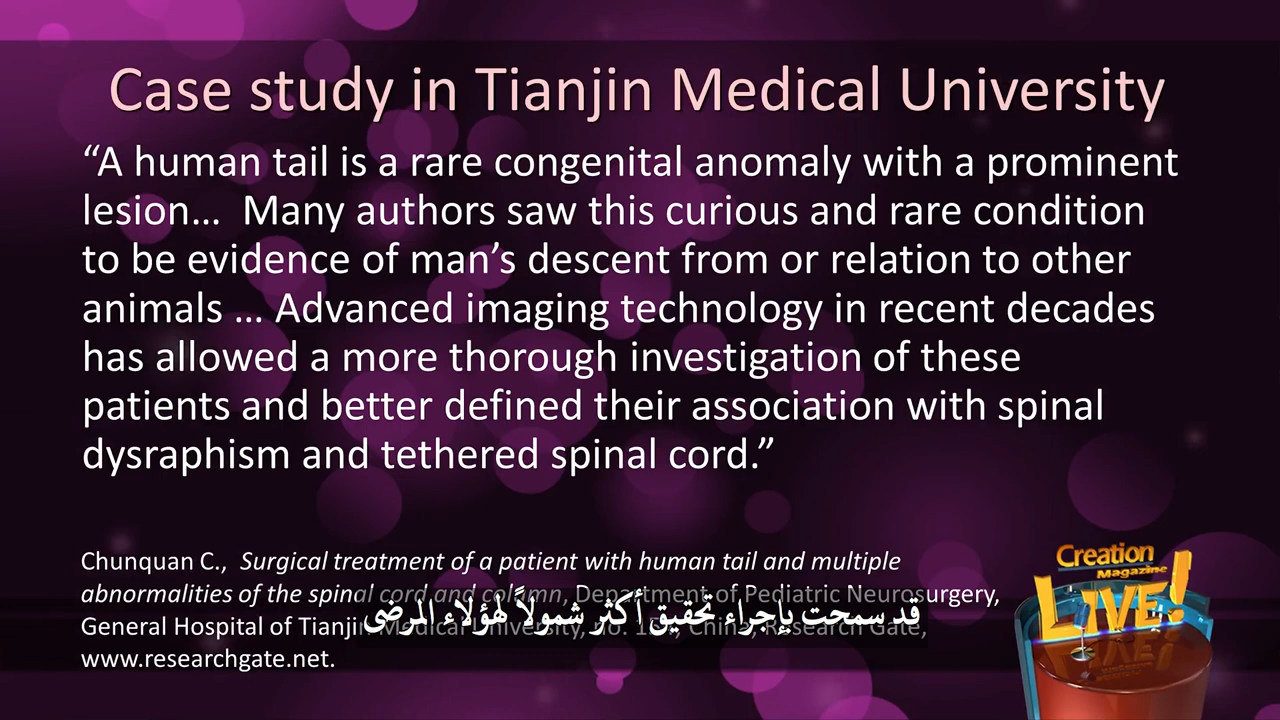 Case study in Tianjin Medical University
“A human tail is a rare congenital anomaly with a prominent
lesion… Many authors saw this curious and rare condition
to be evidence of man’s descent from or relation to other
animals … Advanced imaging technology in recent decades
has allowed a more thorough investigation of these
patients and better defined their association with spinal
dysraphism and tethered spinal cord.”
Chunquan C., Surgical treatment of a patient with human tail and multiple
abnormalities of the spinal cord and column, Department of Pediatric Neurosurgery,
General Hospital of Tianjin Medical University, no. China, Research Gate,
www.researchgate.net.
قد سمحت بإجراء تحقيق أكثر شمولاً لهؤلاء المرضى
Creation
Magazine
LIVE!